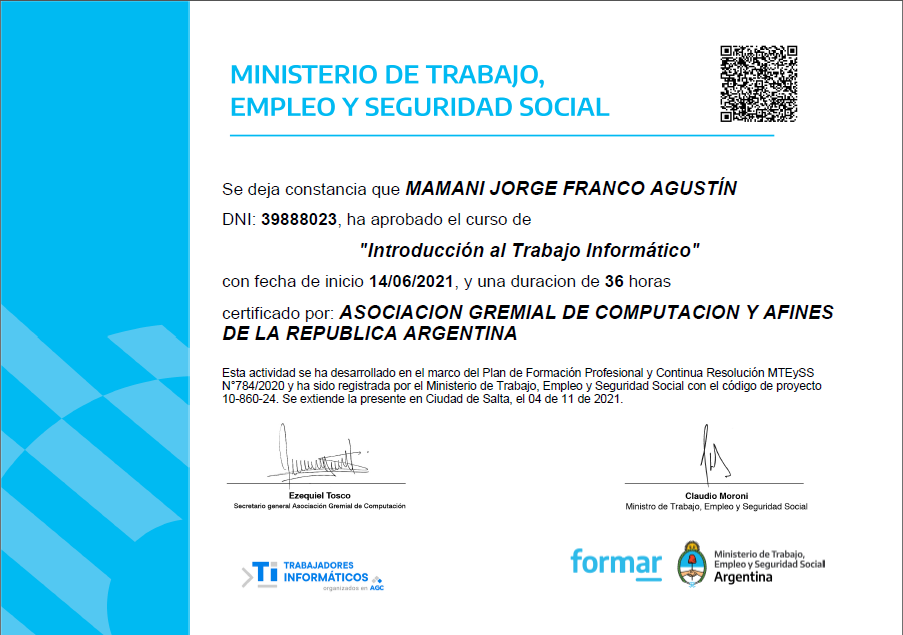 MINISTERIO DE TRABAJO,
EMPLEO Y SEGURIDAD SOCIAL
Se deja constancia que MAMANI JORGE FRANCO AGUSTÍN
DNI: 39888023, ha aprobado el curso de
"Introducción al Trabajo Informático"
con fecha de inicio 14/06/2021, y una duracion de 36 horas
certificado por: ASOCIACION GREMIAL DE COMPUTACION Y AFINES
DE LA REPUBLICA ARGENTINA
Esta actividad se ha desarrollado en el marco del Plan de Formación Profesional y Continua Resolución MTEySS
N°784/2020 y ha sido registrada por el Ministerio de Trabajo, Empleo y Seguridad Social con el código de proyecto
10-860-24. Se extiende la presente en Ciudad de Salta, el 04 de 11 de 2021.
Ezequiel Tosco
Secretario general Asociación Gremial de Computación
Claudio Moroni
Ministro de Trabajo, Empleo y Seguridad Social
Ti TRABAJADORES
INFORMÁTICOS
organizados en AGC
formar
Ministerio de Trabajo,
Empleo y Seguridad Social
Argentina